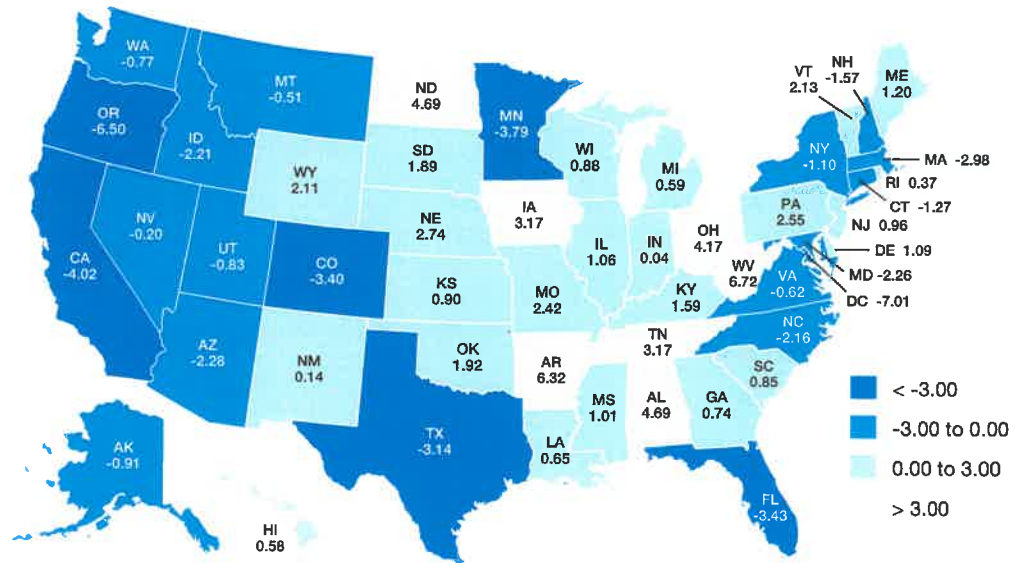 WA
-0.77
MT
-0.51
ND
4.69
MN
-3.79
OR
-6.50
ID
-2.21
WY
2.11
SD
1.89
WI
0.88
MI
0.59
VT
2.13
NH
-1.57
ME
1.20
NY
-1.10
MA -2.98
RI 0.37
CT -1.27
NJ 0.96
PA
2.55
DE 1.09
MD -2.26
DC -7.01
NV
-0.20
UT
-0.83
CA
-4.02
CO
-3.40
NE
2.74
IA
3.17
IL
1.06
IN
0.04
OH
4.17
WV
6.72
VA
-0.62
KS
0.90
MO
2.42
KY
1.59
NC
-2.16
AZ
-2.28
NM
0.14
OK
1.92
AR
6.32
TN
3.17
SC
0.85
MS
1.01
AL
4.69
GA
0.74
TX
-3.14
LA
0.65
FL
-3.43
AK
-0.91
HI
0.58
< -3.00
-3.00 to 0.00
0.00 to 3.00
> 3.00